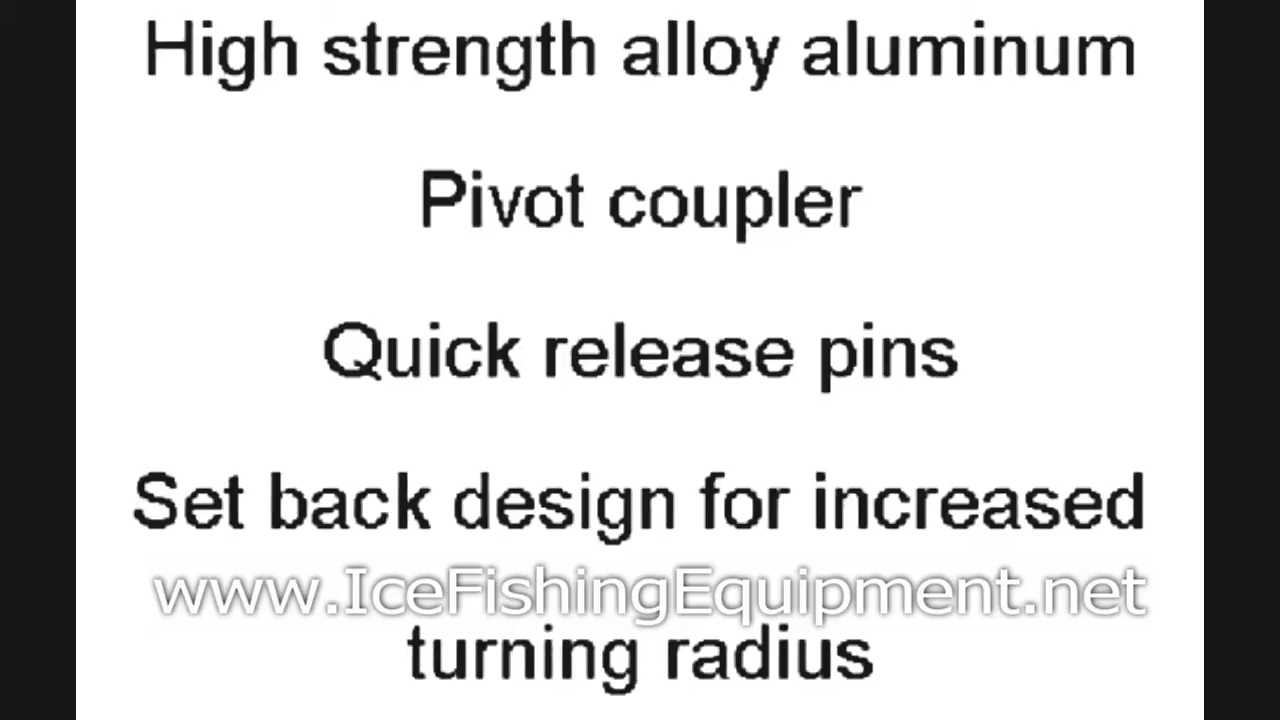 High strength alloy aluminum
Pivot coupler
Quick release pins
Set back design for increased
www.IceFishingEquipment.net
turning radius